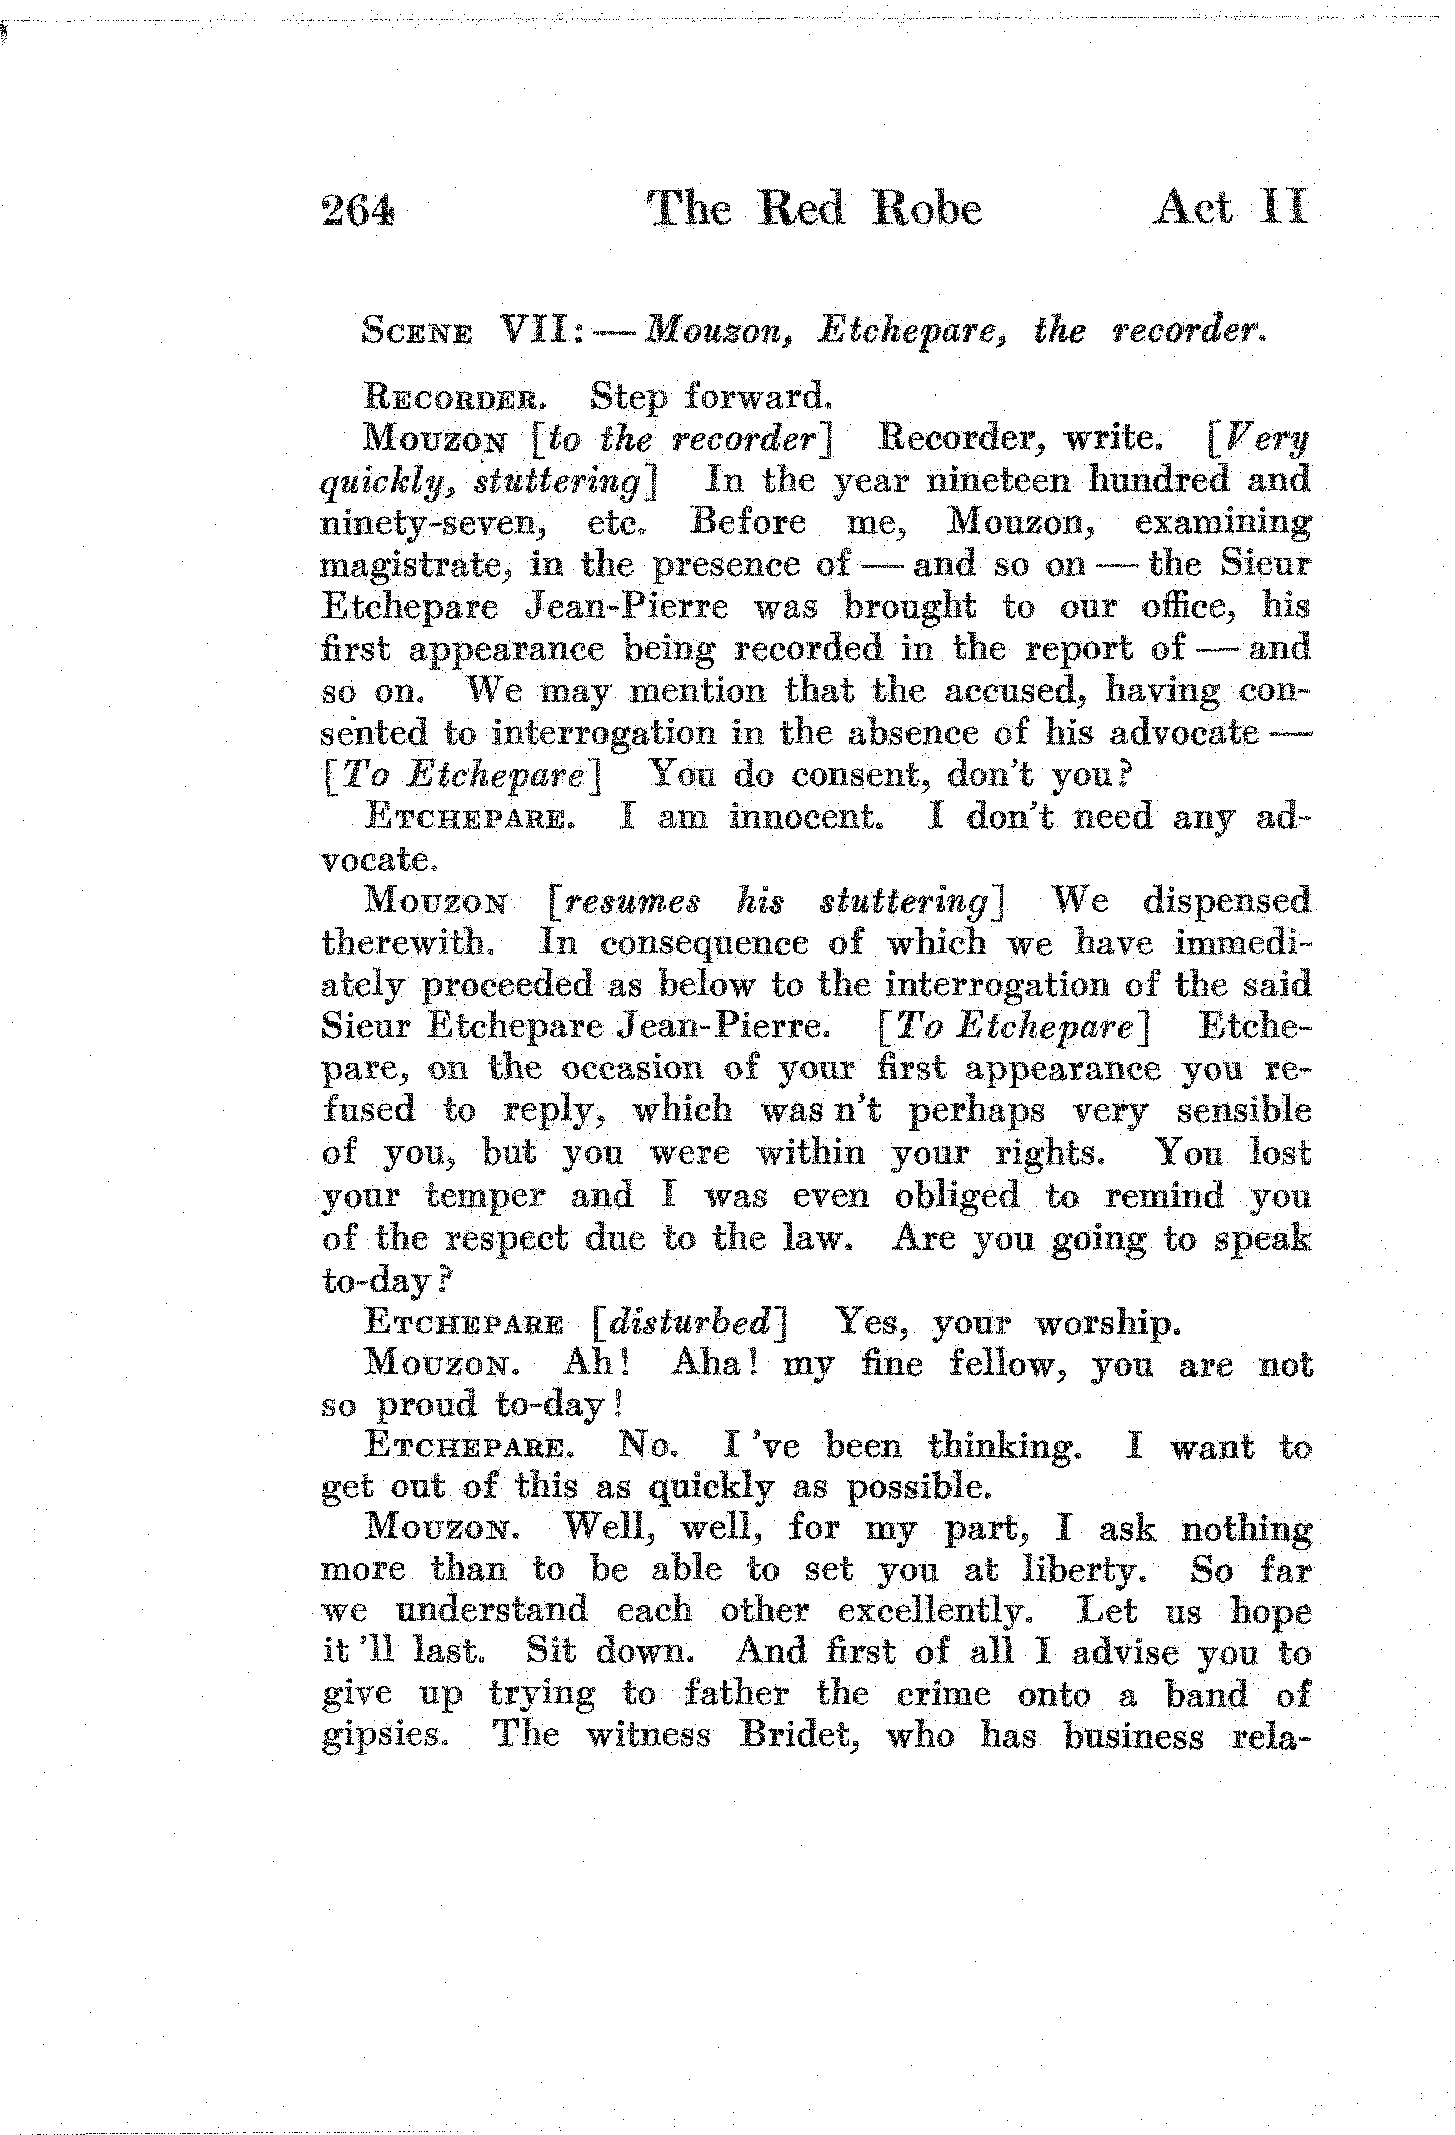 264 The Red Robe Act II
SCENE VII:—Mouzon, Etchepare, the recorder.
RECORDER. Step forward.
MOUZON [to the recorder] Recorder, write. [Very
quickly, stuttering] In the year nineteen hundred and
ninety-seven, etc. Before me, Mouzon, examining
magistrate, in the presence of — and so on — the Sieur
Etchepare Jean-Pierre was brought to our office, his
first appearance being recorded in the report of — and
so on. We may mention that the accused, having con-
sented to interrogation in the absence of his advocate —
[To Etchepare] You do consent, don't you?
ETCHEPARE. I am innocent. I don't need any ad-
vocate.
MOUZON [resumes his stuttering] We dispensed
therewith. In consequence of which we have immedi-
ately proceeded as below to the interrogation of the said
Sieur Etchepare Jean-Pierre. [To Etchepare] Etche-
pare, on the occasion of your first appearance you re-
fused to reply, which was n't perhaps very sensible
of you, but you were within your rights. You lost
your temper and I was even obliged to remind you
of the respect due to the law. Are you going to speak
to-day?
ETCHEPARE [disturbed] Yes, your worship.
MOUZON. Ah! Aha! my fine fellow, you are not
so proud to-day!
ETCHEPARE. No. I 've been thinking. I want to
get out of this as quickly as possible.
MOUZON. Well, well, for my part, I ask nothing
more than to be able to set you at liberty. So far
we understand each other excellently. Let us hope
it 'll last. Sit down. And first of all I advise you to
give up trying to father the crime onto a band of
gipsies. The witness Bridet, who has business rela-